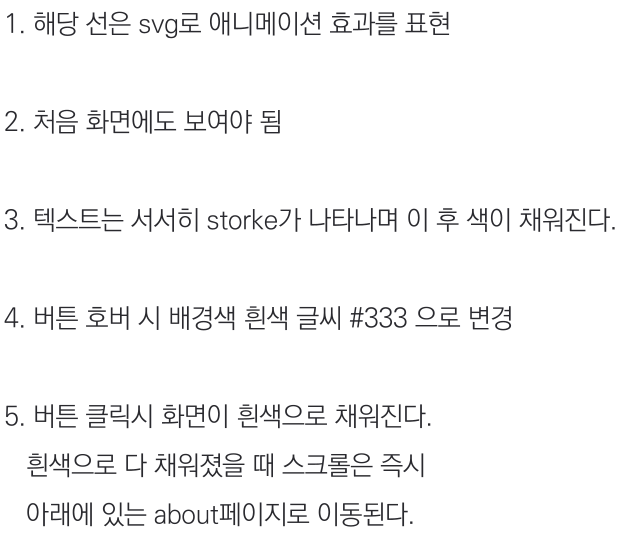 1. 해당 선은 svg로 애니메이션 효과를 표현
2. 처음 화면에도 보여야 됨
3. 텍스트는 서서히 storke가 나타나며 이 후 색이 채워진다.
4. 버튼 호버 시 배경색 흰색 글씨 #333 으로 변경
5. 버튼 클릭시 화면이 흰색으로 채워진다.
흰색으로 다 채워졌을 때 스크롤은 즉시
아래에 있는 about페이지로 이동된다.